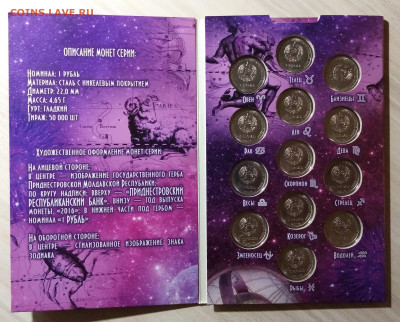 COINS.LAVE.RU
ОПИСАНИЕ МОНЕТ СЕРИИ:
НОМИНАЛ: 1 РУБЛЬ
МАТЕРИАЛ: СТАЛЬ С НИКЕЛЕВЫМ ПОКРЫТИЕМ
ДИАМЕТР: 22,0 ММ
МАССА: 4,65 Г
ГУРТ: ГЛАДКИЙ
ТИРАЖ: 50 000 ШТ
ХУДОЖЕСТВЕННОЕ ОФОРМЛЕНИЕ МОНЕТ СЕРИИ:
НА ЛИЦЕВОЙ СТОРОНЕ:
В ЦЕНТРЕ – ИЗОБРАЖЕНИЕ ГОСУДАРСТВЕННОГО ГЕРБА
ПРИДНЕСТРОВСКОЙ МОЛДАВСКОЙ РЕСПУБЛИКИ;
ПО КРУГУ НАДПИСИ: ВВЕРХУ – «ПРИДНЕСТРОВСКИЙ
РЕСПУБЛИКАНСКИЙ БАНК», ВНИЗУ – ГОД ВЫПУСКА
МОНЕТЫ, «2016»; В НИЖНЕЙ ЧАСТИ ПОД ГЕРБОМ –
НОМИНАЛ «1 РУБЛЬ»
НА ОБОРОТНОЙ СТОРОНЕ:
В ЦЕНТРЕ – СТИЛИЗОВАННОЕ ИЗОБРАЖЕНИЕ ЗНАКА
ЗОДИАКА
ТЕЛЕЦ ♉
ОВЕН ♈
БЛИЗНЕЦЫ ♊
ЛЕВ ♌
РАК ♋
ДЕВА ♍
СКОРПИОН ♏
ВЕСЫ ♎
СТРЕЛЕЦ ♐
КОЗЕРОГ ♑
ЗМЕЕНОСЕЦ ⛎
ВОДОЛЕЙ ♒
РЫБЫ ♓